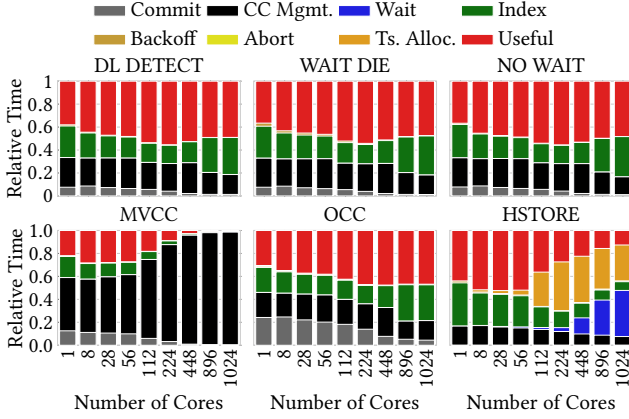 Commit CC Mgmt. Wait Index
Backoff Abort Ts. Alloc. Useful
DL DETECT WAIT DIE NO WAIT
Relative Time
1
0.8
0.6
0.4
0.2
0
MVCC OCC HSTORE
Relative Time
1.0
0.8
0.6
0.4
0.2
0.0
1 8 28 56 112 224 448 896 1024 1 8 28 56 112 224 448 896 1024 1 8 28 56 112 224 448 896 1024
Number of Cores Number of Cores Number of Cores